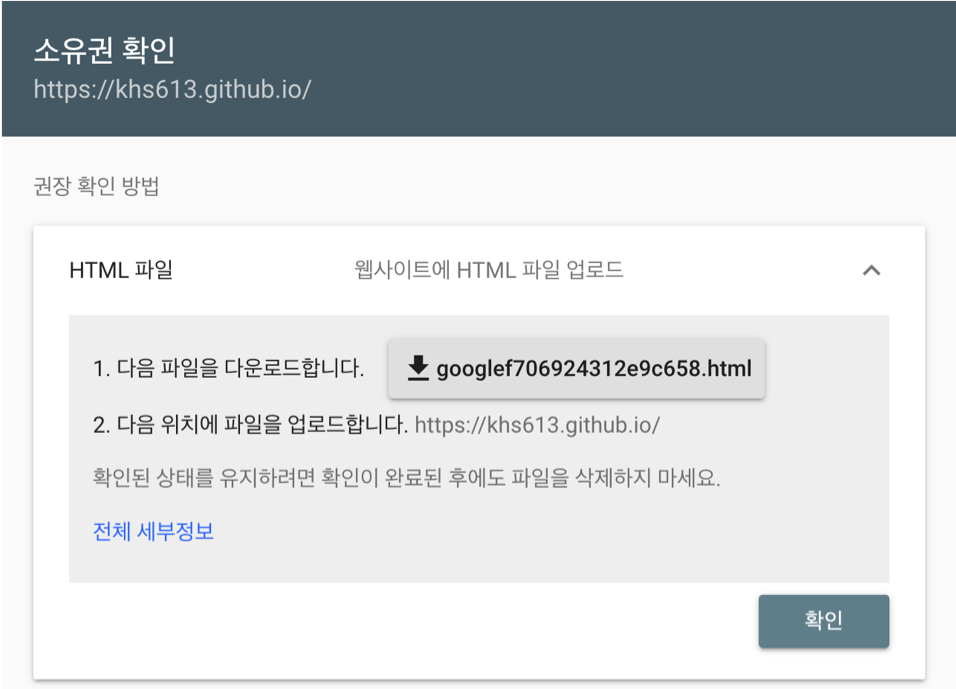 소유권 확인
https://khs613.github.io/
권장 확인 방법
HTML 파일 웹사이트에 HTML 파일 업로드
1. 다음 파일을 다운로드합니다. googlef706924312e9c658.html
2. 다음 위치에 파일을 업로드합니다. https://khs613.github.io/
확인된 상태를 유지하려면 확인이 완료된 후에도 파일을 삭제하지 마세요.
전체 세부정보
확인